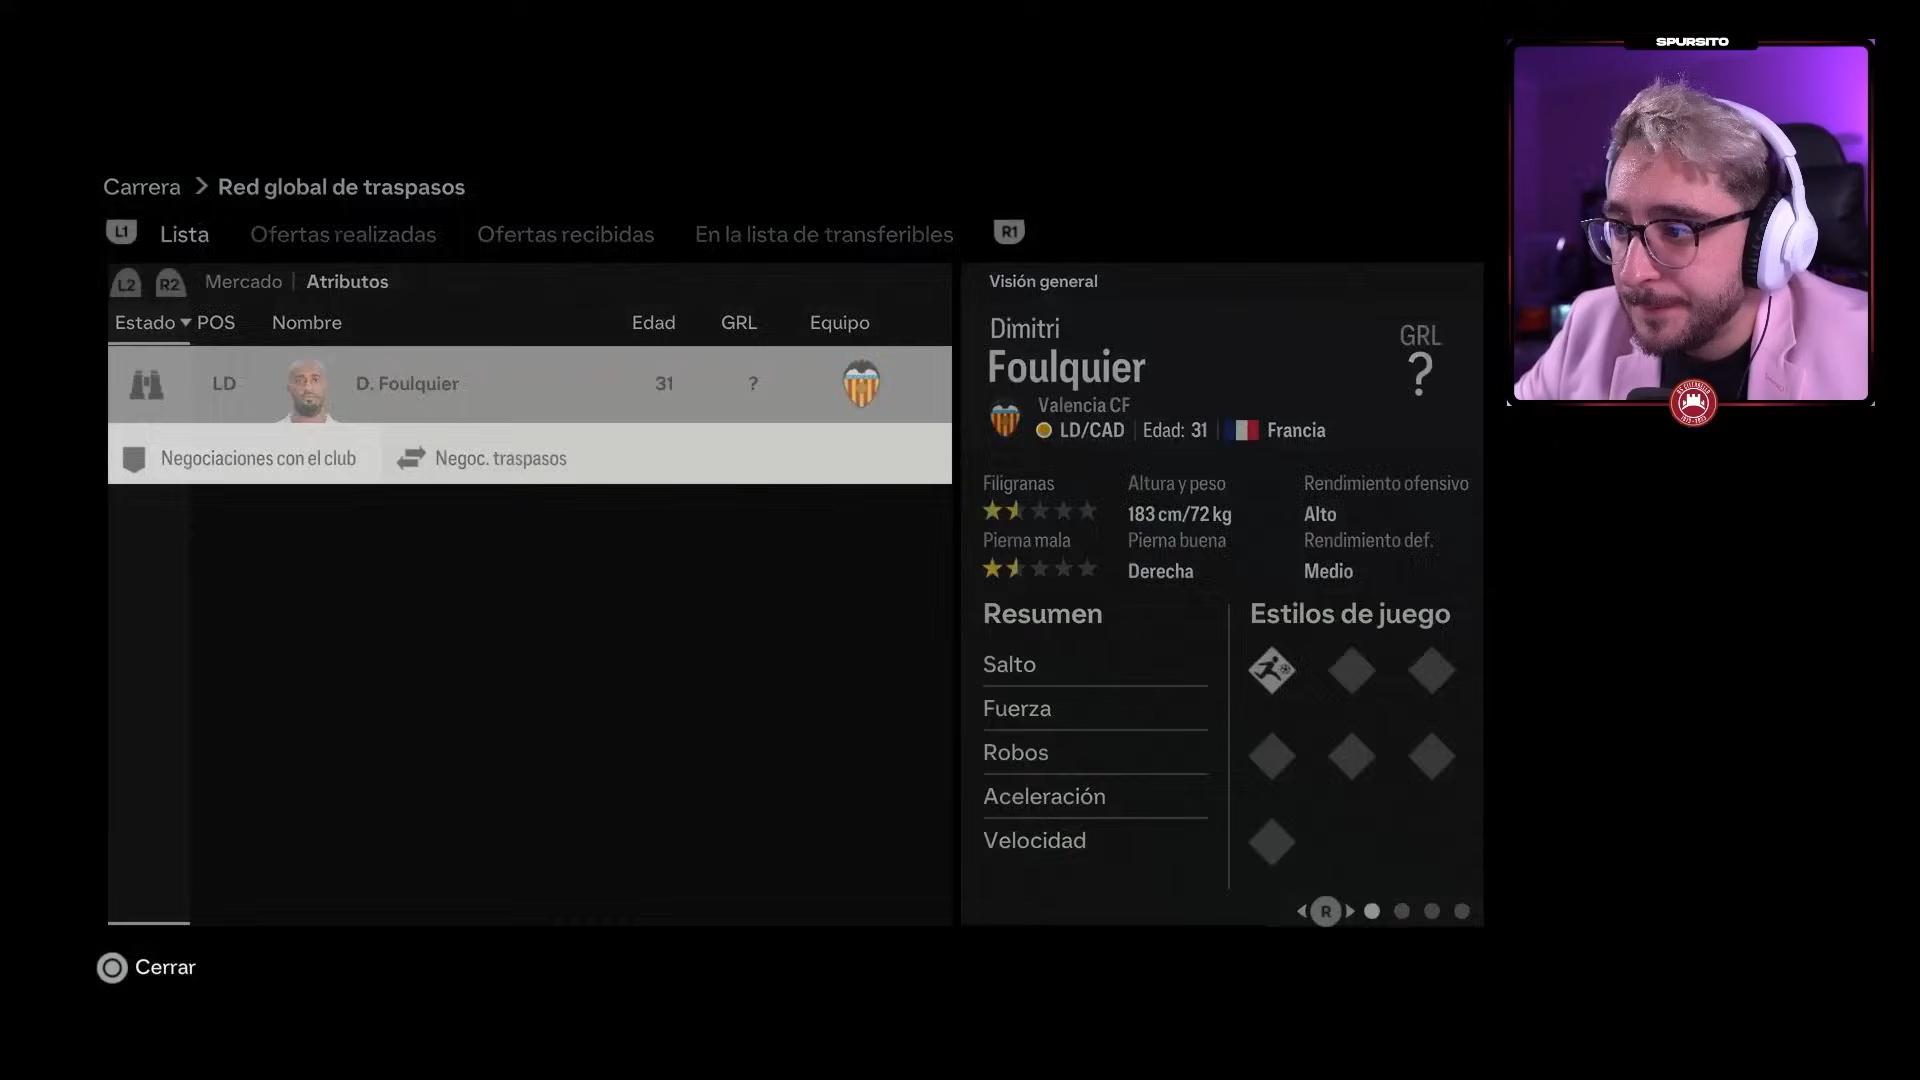 SPURSITO
Carrera > Red global de traspasos
L1 Lista Ofertas realizadas Ofertas recibidas En la lista de transferibles R1
L2 R2 Mercado | Atributos
Estado POS Nombre Edad GRL Equipo
LD D. Foulquier 31 ?
Negociaciones con el club Negoc. traspasos
Visión general
Dimitri
Foulquier
GRL
?
Valencia CF
LD/CAD Edad: 31 Francia
Filigranas Altura y peso Rendimiento ofensivo
183 cm/72 kg Alto
Pierna mala Pierna buena Rendimiento def.
Derecha Medio
Resumen Estilos de juego
Salto
Fuerza
Robos
Aceleración
Velocidad
R
Cerrar